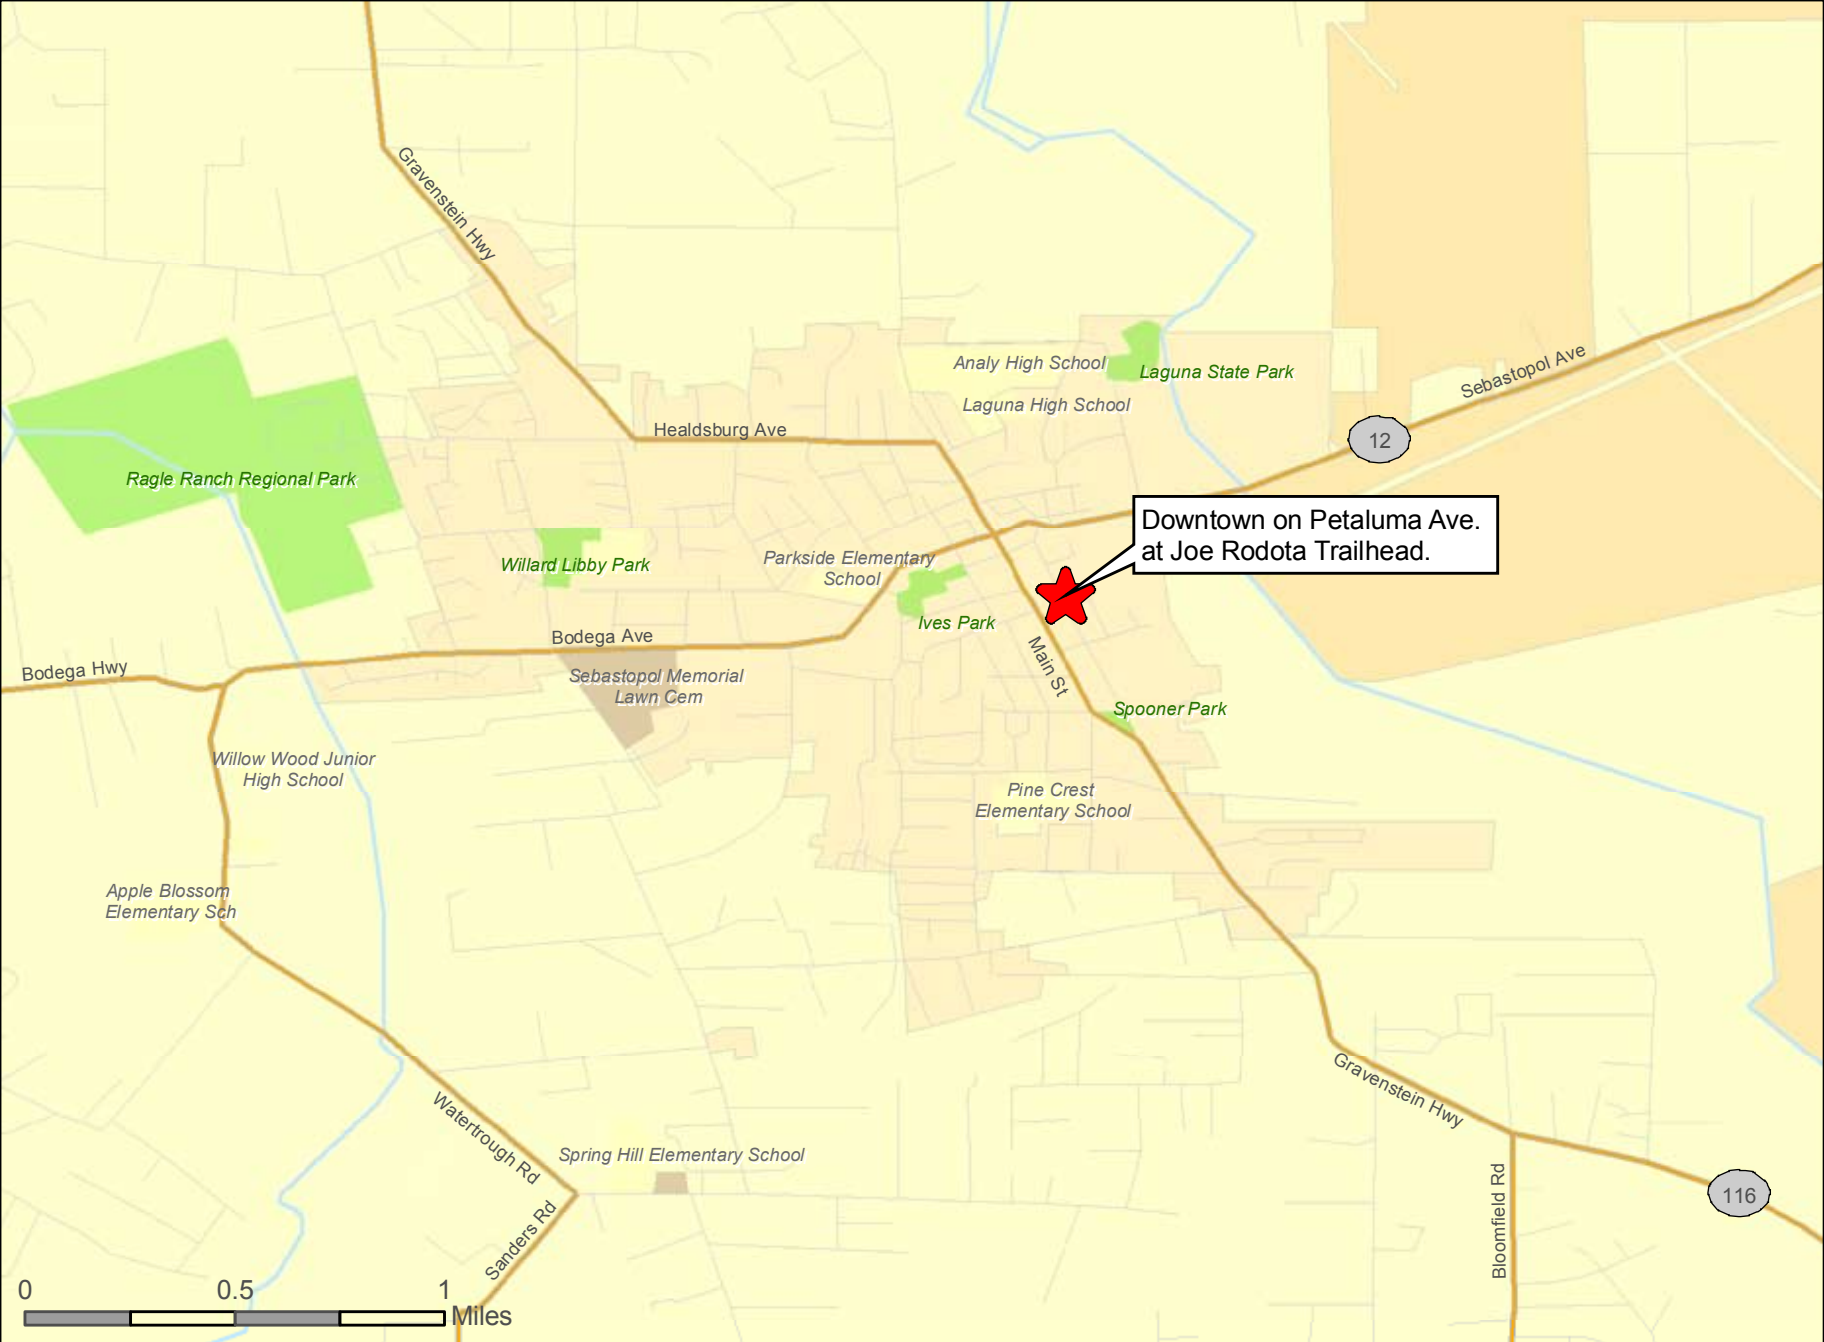 Gravenstein Hwy
Analy High School
Laguna State Park
Sebastopol Ave
Laguna High School
Healdsburg Ave
12
Ragle Ranch Regional Park
Downtown on Petaluma Ave.
at Joe Rodota Trailhead.
Willard Libby Park
Parkside Elementary
School
Ives Park
Bodega Ave
Main St
Bodega Hwy
Sebastopol Memorial
Lawn Cem
Spooner Park
Willow Wood Junior
High School
Pine Crest
Elementary School
Apple Blossom
Elementary Sch
Gravenstein Hwy
Watertrough Rd
Spring Hill Elementary School
116
Bloomfield Rd
Sanders Rd
0 0.5 1
Miles